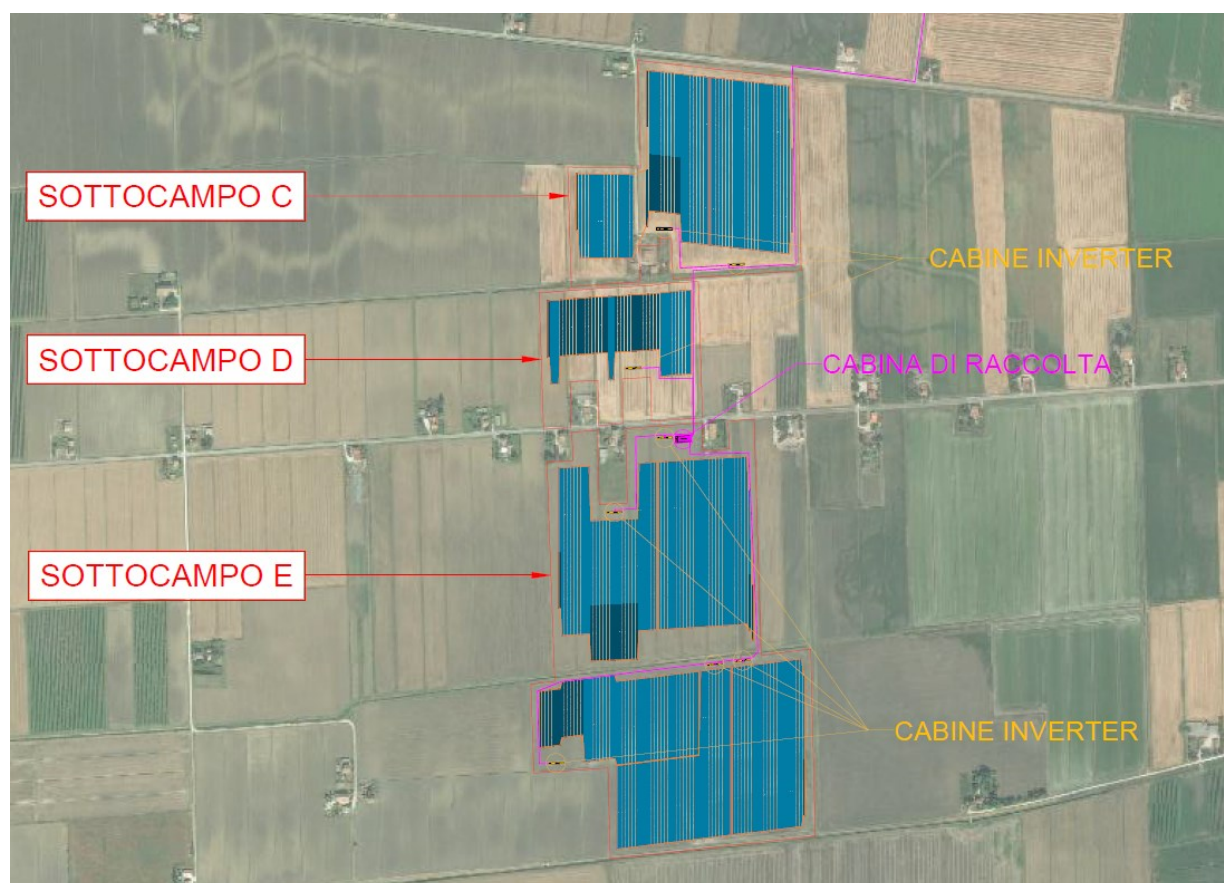 SOTTOCAMPO C
CABINE INVERTER
SOTTOCAMPO D
CABINA DI RACCOLTA
SOTTOCAMPO E
CABINE INVERTER